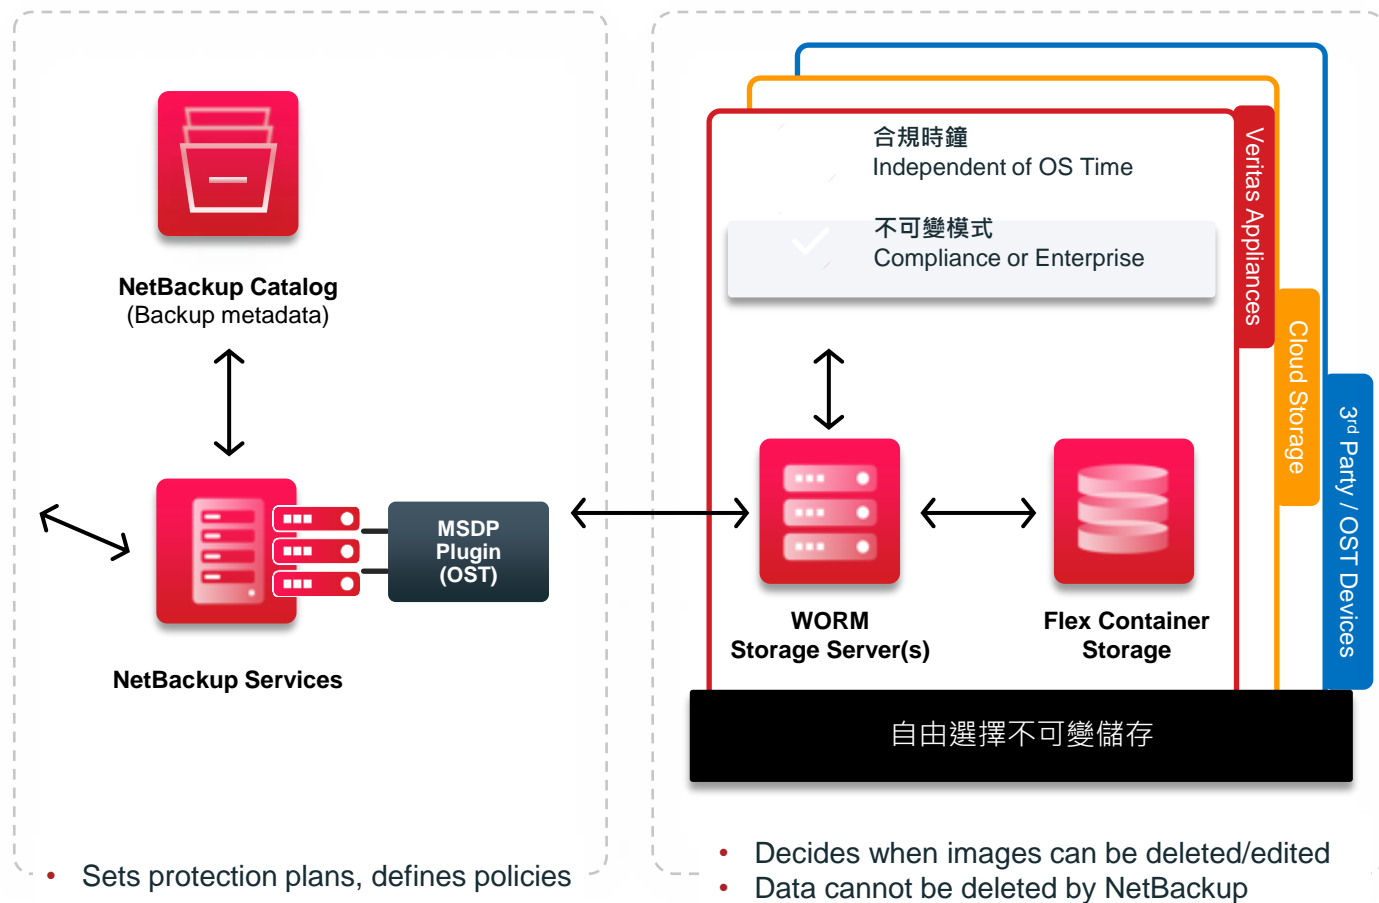 NetBackup Catalog
(Backup metadata)
MSDP
Plugin
(OST)
NetBackup Services
• Sets protection plans, defines policies
合規時鐘
Independent of OS Time
不可變模式
Compliance or Enterprise
Veritas Appliances
Cloud Storage
3rd Party / OST Devices
WORM
Storage Server(s)
Flex Container
Storage
自由選擇不可變儲存
• Decides when images can be deleted/edited
• Data cannot be deleted by NetBackup